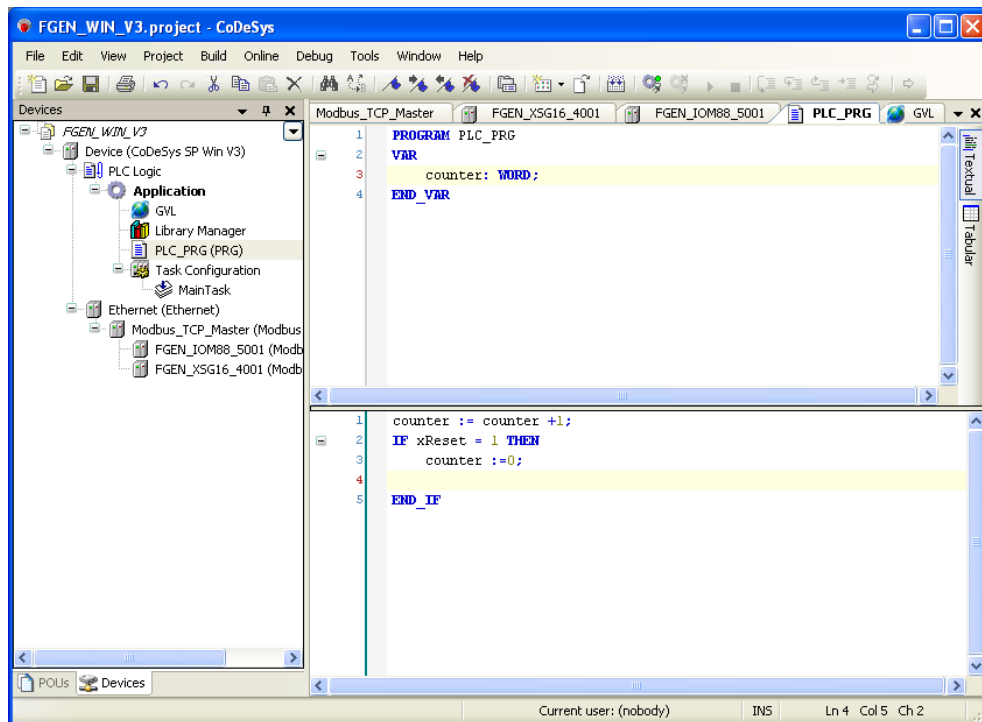 FGEN_WIN_V3.project - CoDeSys
File Edit View Project Build Online Debug Tools Window Help
Devices
FGEN_WIN_V3
Device (CoDeSys SP Win V3)
PLC Logic
Application
GVL
Library Manager
PLC_PRG (PRG)
Task Configuration
MainTask
Ethernet (Ethernet)
Modbus_TCP_Master (Modbus
FGEN_IOM88_5001 (Modb
FGEN_XSG16_4001 (Modb
POUs Devices
Modbus_TCP_Master FGEN_XSG16_4001 FGEN_IOM88_5001 PLC_PRG GVL
1 PROGRAM PLC_PRG
2 VAR
3 counter: WORD;
4 END_VAR
Textual
Tabular
1 counter := counter +1;
2 IF xReset = 1 THEN
3 counter :=0;
4
5 END_IF
Current user: (nobody) INS Ln 4 Col 5 Ch 2